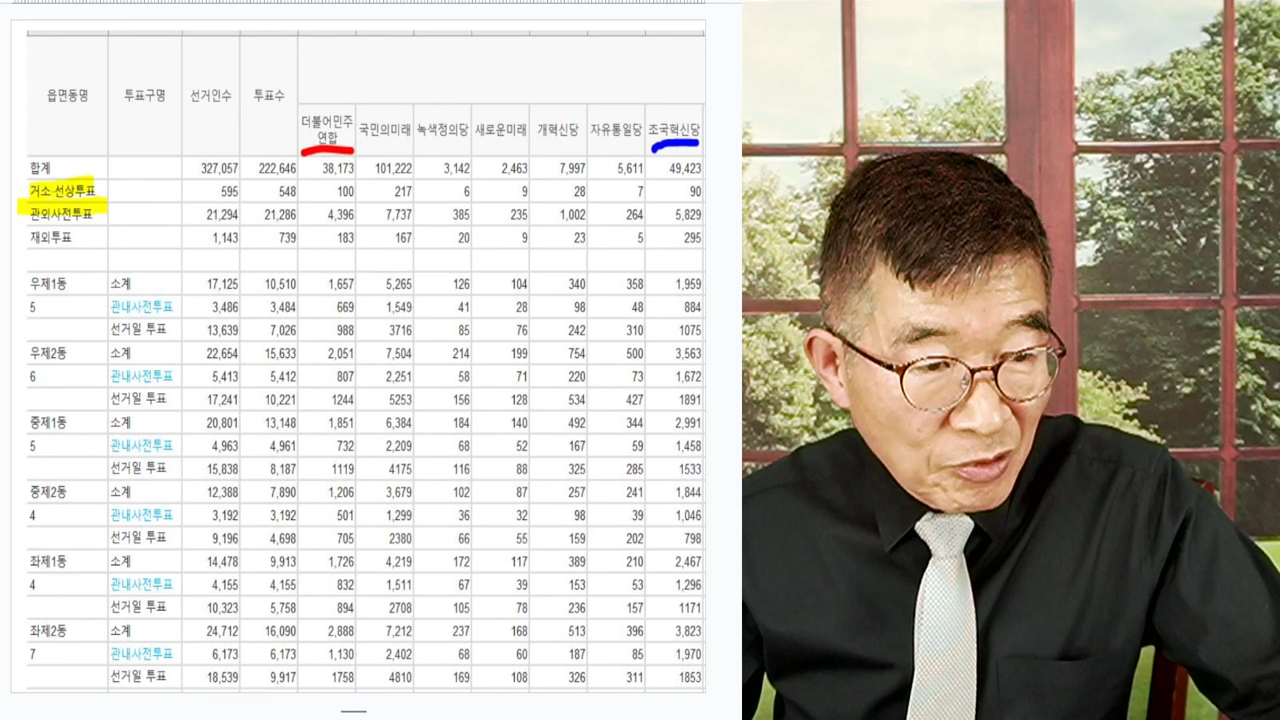 읍면동명 투표구명 선거인수 투표수
더불어민주
연합 국민의미래 녹색정의당 새로운미래 개혁신당 자유통일당 조국혁신당
합계 327,057 222,646 38,173 101,222 3,142 2,463 7,997 5,611 49,423
거소·선상투표 595 548 100 217 6 9 28 7 90
관외사전투표 21,294 21,286 4,396 7,737 385 235 1,002 264 5,829
재외투표 1,143 739 183 167 20 9 23 5 295
우제1동 소계 17,125 10,510 1,657 5,265 126 104 340 358 1,959
5 관내사전투표 3,486 3,484 669 1,549 41 28 98 48 884
선거일 투표 13,639 7,026 988 3716 85 76 242 310 1075
우제2동 소계 22,654 15,633 2,051 7,504 214 199 754 500 3,563
6 관내사전투표 5,413 5,412 807 2,251 58 71 220 73 1,672
선거일 투표 17,241 10,221 1244 5253 156 128 534 427 1891
중제1동 소계 20,801 13,148 1,851 6,384 184 140 492 344 2,991
5 관내사전투표 4,963 4,961 732 2,209 68 52 167 59 1,458
선거일 투표 15,838 8,187 1119 4175 116 88 325 285 1533
중제2동 소계 12,388 7,890 1,206 3,679 102 87 257 241 1,844
4 관내사전투표 3,192 3,192 501 1,299 36 32 98 39 1,046
선거일 투표 9,196 4,698 705 2380 66 55 159 202 798
좌제1동 소계 14,478 9,913 1,726 4,219 172 117 389 210 2,467
4 관내사전투표 4,155 4,155 832 1,511 67 39 153 53 1,296
선거일 투표 10,323 5,758 894 2708 105 78 236 157 1171
좌제2동 소계 24,712 16,090 2,888 7,212 237 168 513 396 3,823
7 관내사전투표 6,173 6,173 1,130 2,402 68 60 187 85 1,970
선거일 투표 18,539 9,917 1758 4810 169 108 326 311 1853